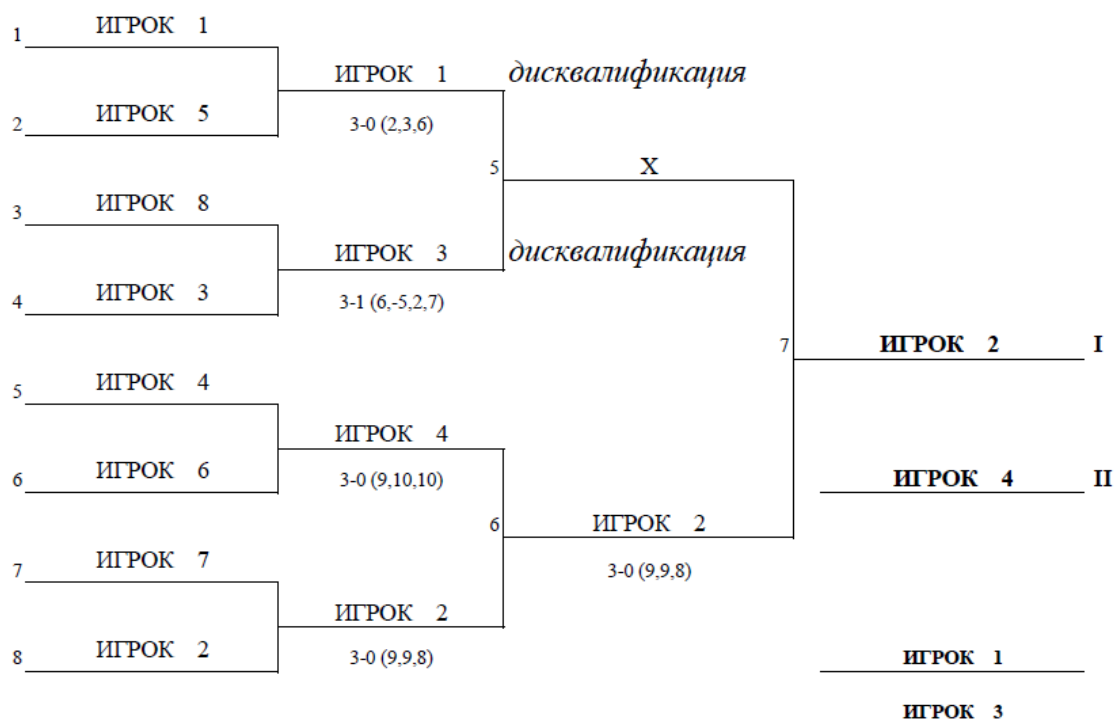 1 ИГРОК 1
ИГРОК 1 дисквалификация
2 ИГРОК 5
3-0 (2,3,6)
5 X
3 ИГРОК 8
ИГРОК 3 дисквалификация
4 ИГРОК 3
3-1 (6,-5,2,7)
7 ИГРОК 2 I
5 ИГРОК 4
ИГРОК 4
6 ИГРОК 6
3-0 (9,10,10)
ИГРОК 4 II
6 ИГРОК 2
7 ИГРОК 7
3-0 (9,9,8)
ИГРОК 2
8 ИГРОК 2
3-0 (9,9,8)
ИГРОК 1
ИГРОК 3